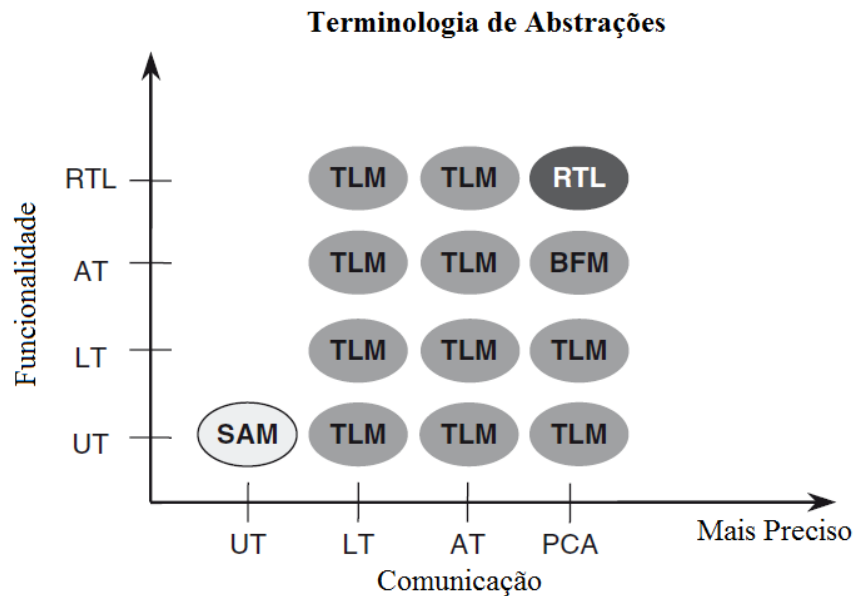 Terminologia de Abstrações
Funcionalidade
RTL TLM TLM RTL
AT TLM TLM BFM
LT TLM TLM TLM
UT SAM TLM TLM TLM
UT LT AT PCA
Mais Preciso
Comunicação